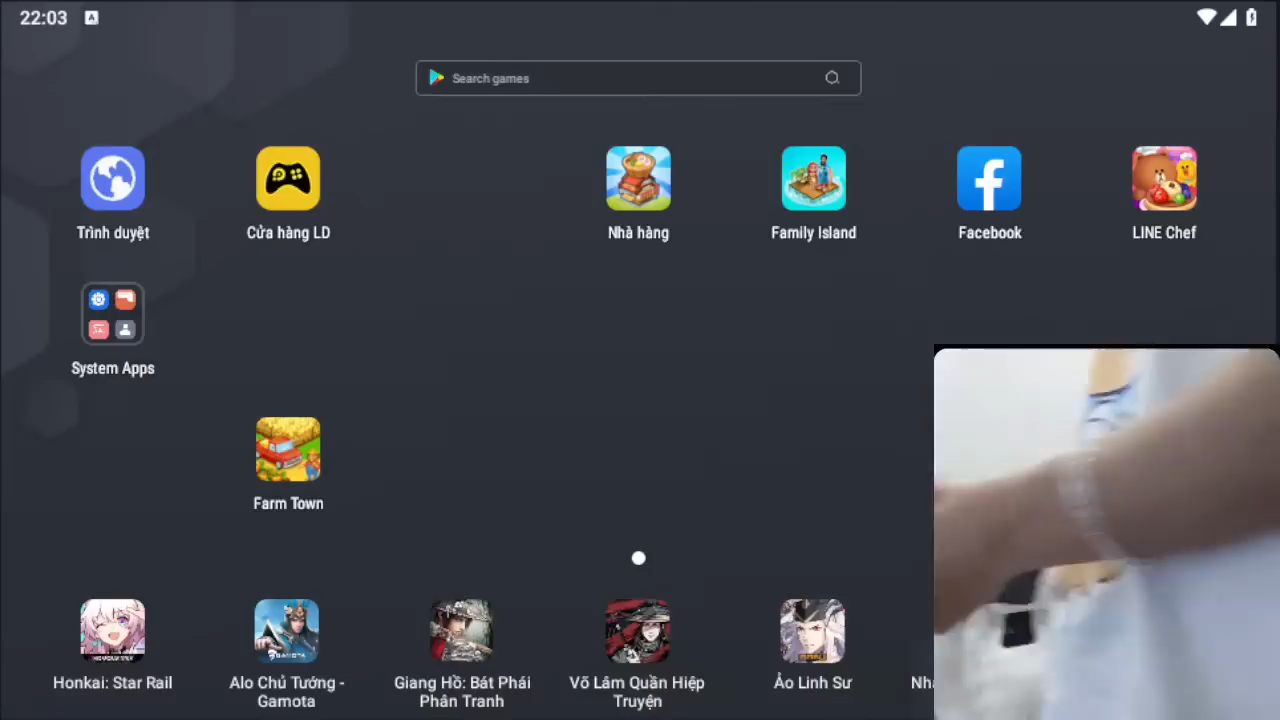 22:03
Search games
Trình duyệt
Cửa hàng LD
Nhà hàng
Family Island
Facebook
LINE Chef
System Apps
Farm Town
Honkai: Star Rail
Alo Chủ Tướng -
Gamota
Giang Hồ: Bát Phái
Phân Tranh
Võ Lâm Quần Hiệp
Truyện
Ảo Linh Sư